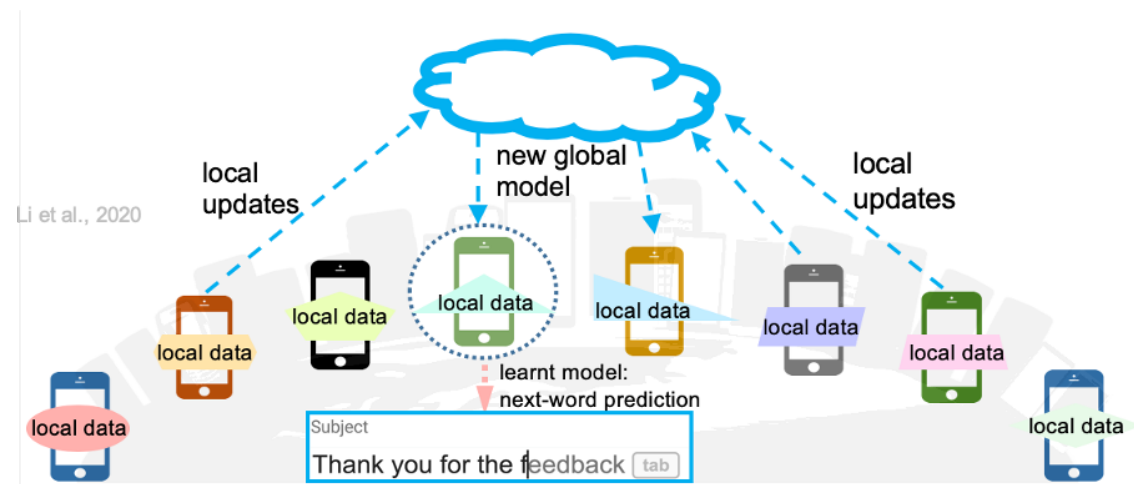 new global
model
local
updates
local
updates
Li et al., 2020
local data
local data
local data
local data
local data
local data
local data
local data
learnt model:
next-word prediction
Subject
Thank you for the feedback tab